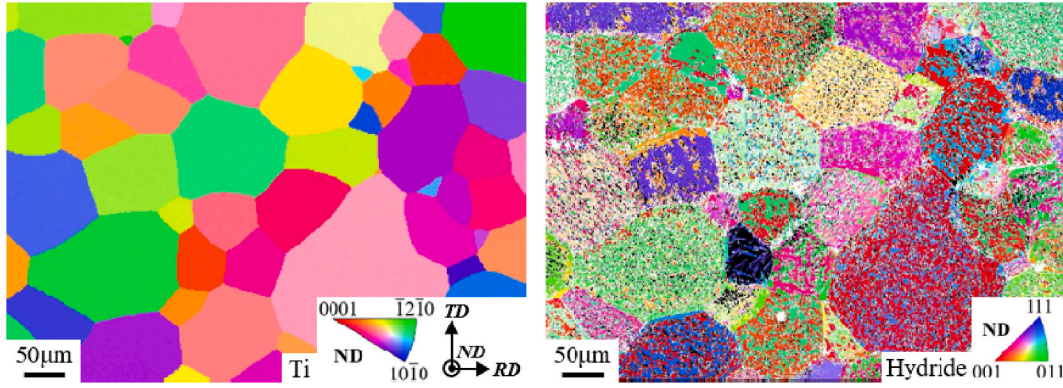 0001
1̄21̄0
ND
101̄0
TD
ND
RD
50μm
Ti
50μm
Hydride
111
ND
001
011